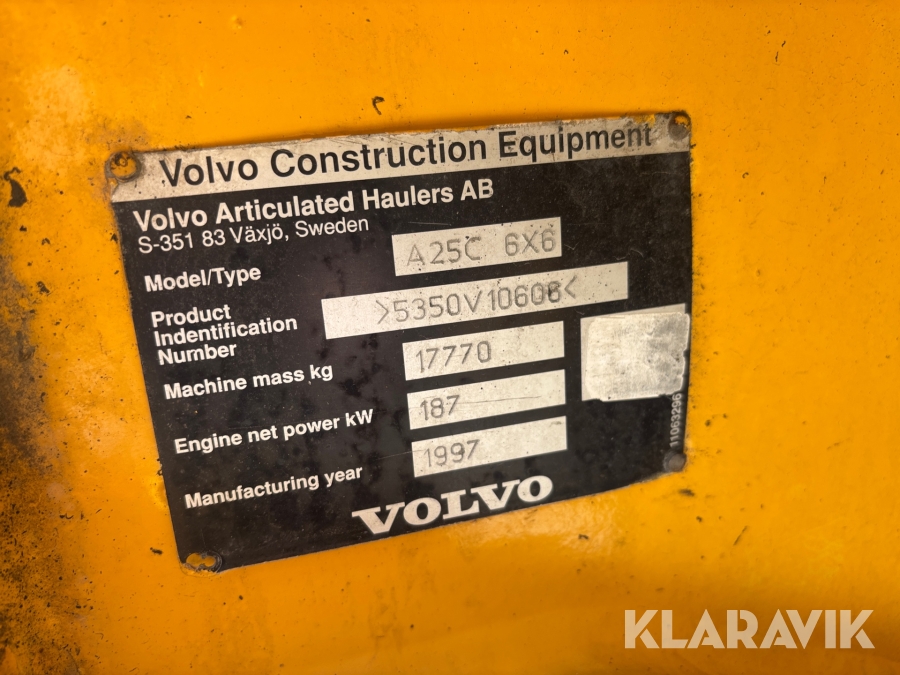 Volvo Construction Equipment
Volvo Articulated Haulers AB
S-351 83 Växjö, Sweden
Model/Type A25C 6X6
Product
Indentification
Number >5350V10608<
Machine mass kg 17770
Engine net power kW 187
Manufacturing year 1997
VOLVO
11063296
KLARAVIK